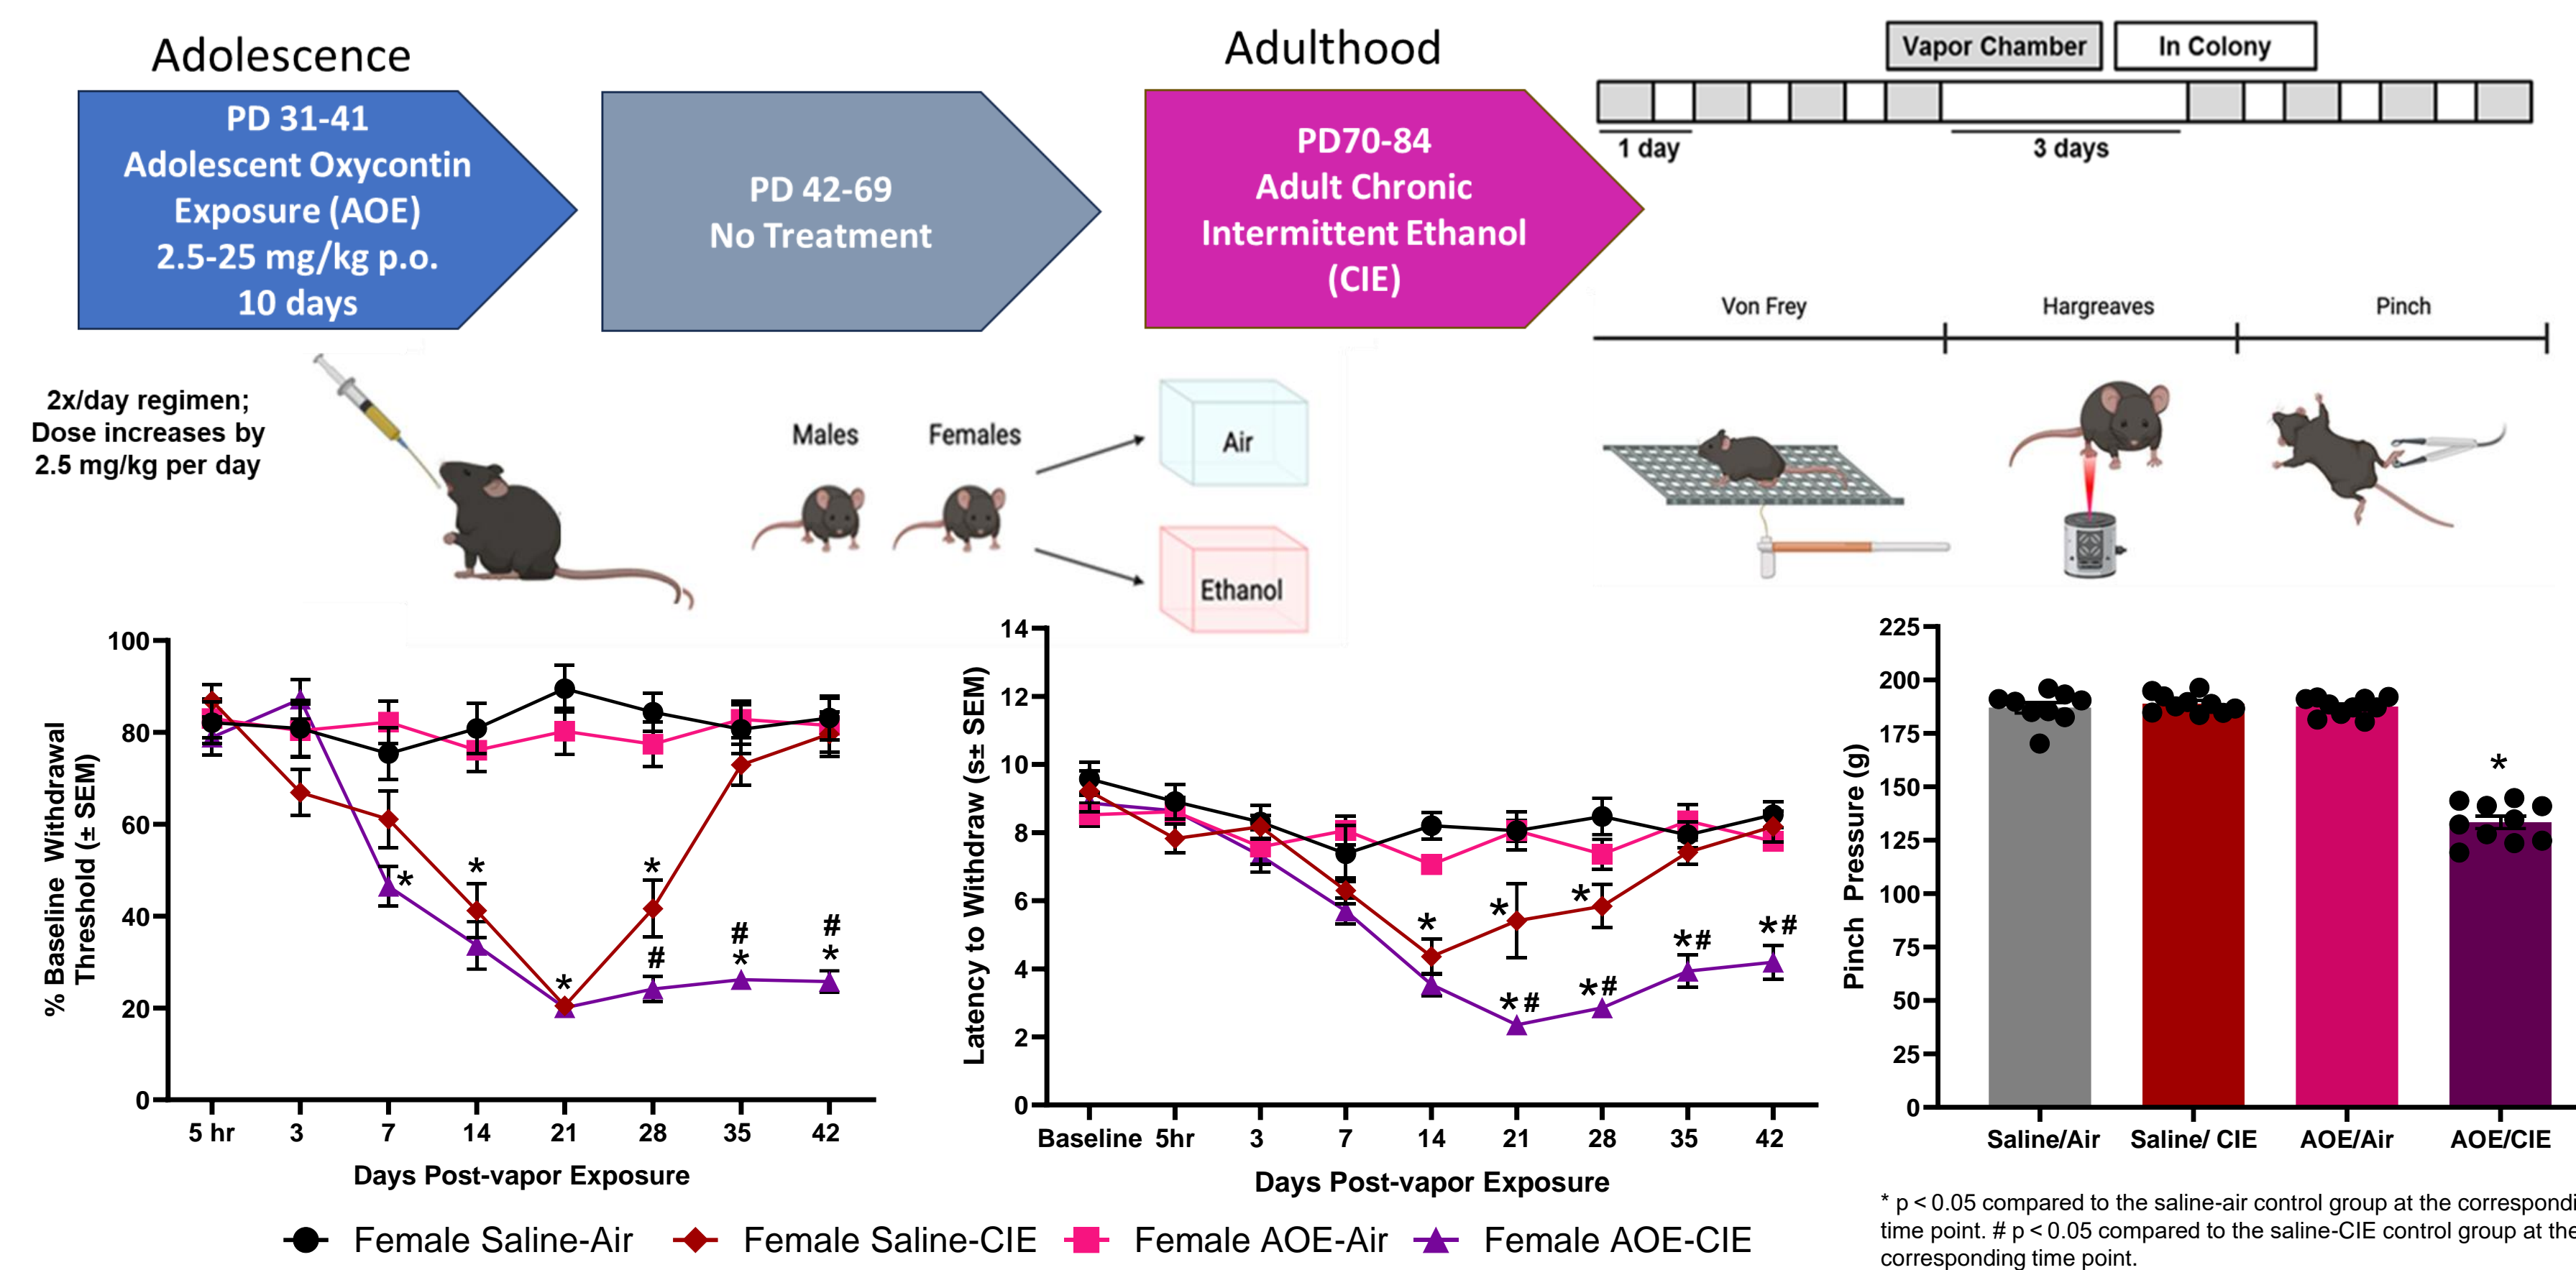 Adolescence
PD 31-41
Adolescent Oxycontin
Exposure (AOE)
2.5-25 mg/kg p.o.
10 days
PD 42-69
No Treatment
Adulthood
PD70-84
Adult Chronic
Intermittent Ethanol
(CIE)
Vapor Chamber
In Colony
1 day
3 days
Von Frey
Hargreaves
Pinch
2x/day regimen;
Dose increases by
2.5 mg/kg per day
Males
Females
Air
Ethanol
% Baseline Withdrawal
Threshold (± SEM)
100
80
60
40
20
0
*
*
*
*
#
#
*
#
*
5 hr 3 7 14 21 28 35 42
Days Post-vapor Exposure
Latency to Withdraw (s± SEM)
14
12
10
8
6
4
2
0
*
*
*
*#
*#
*#
*#
Baseline 5hr 3 7 14 21 28 35 42
Days Post-vapor Exposure
Pinch Pressure (g)
225
200
175
150
125
100
75
50
25
0
*
Saline/Air Saline/ CIE AOE/Air AOE/CIE
Female Saline-Air Female Saline-CIE Female AOE-Air Female AOE-CIE
* p < 0.05 compared to the saline-air control group at the correspondi
time point. # p < 0.05 compared to the saline-CIE control group at the
corresponding time point.